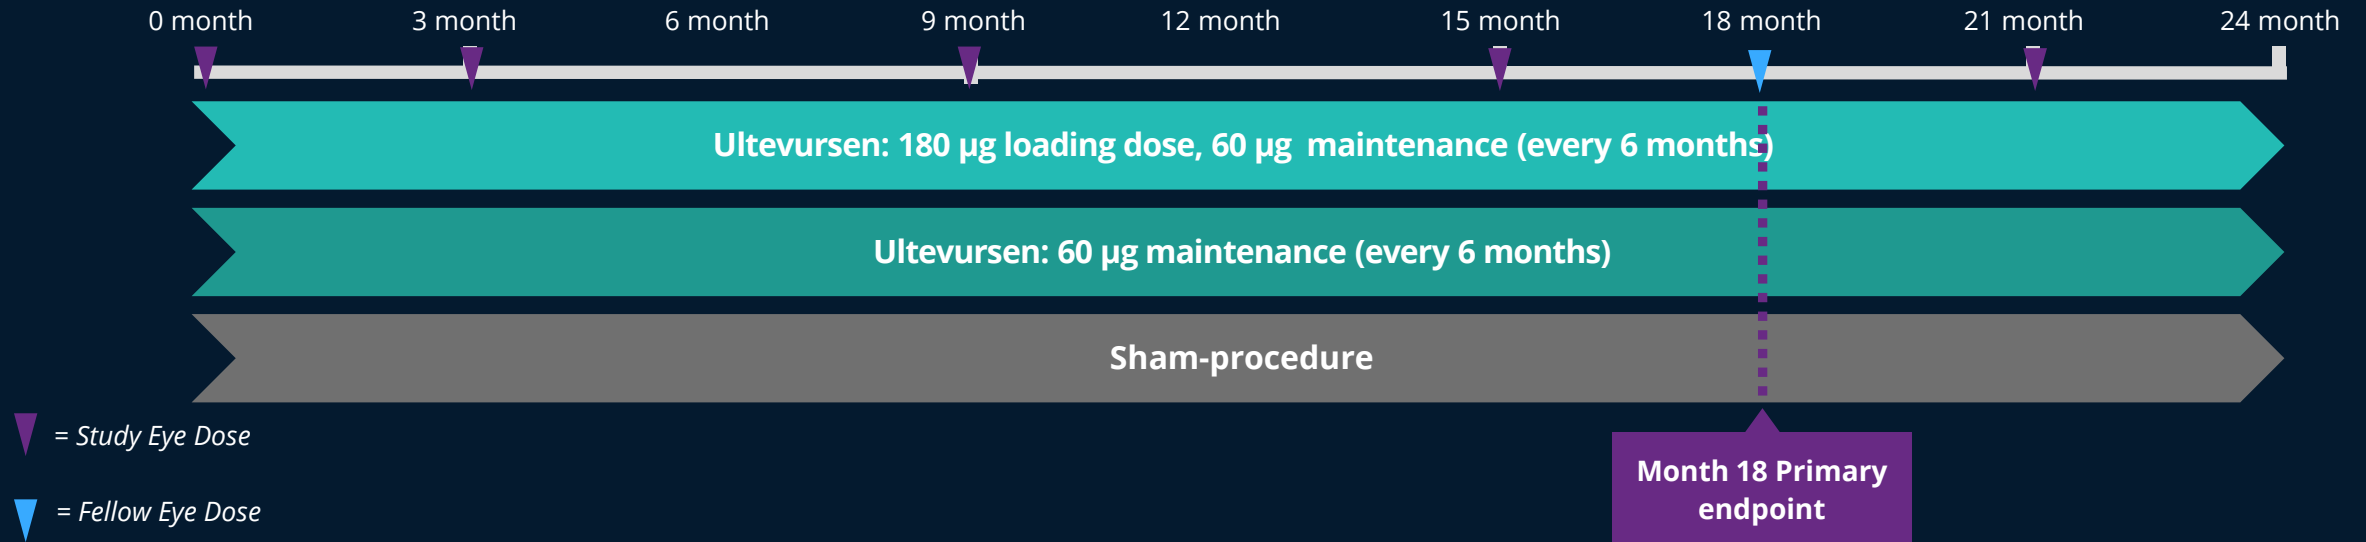 0 month 3 month 6 month 9 month 12 month 15 month 18 month 21 month 24 month
Ultevursen: 180 µg loading dose, 60 µg  maintenance (every 6 months)
Ultevursen: 60 µg maintenance (every 6 months)
Sham-procedure
= Study Eye Dose
= Fellow Eye Dose
Month 18 Primary
endpoint